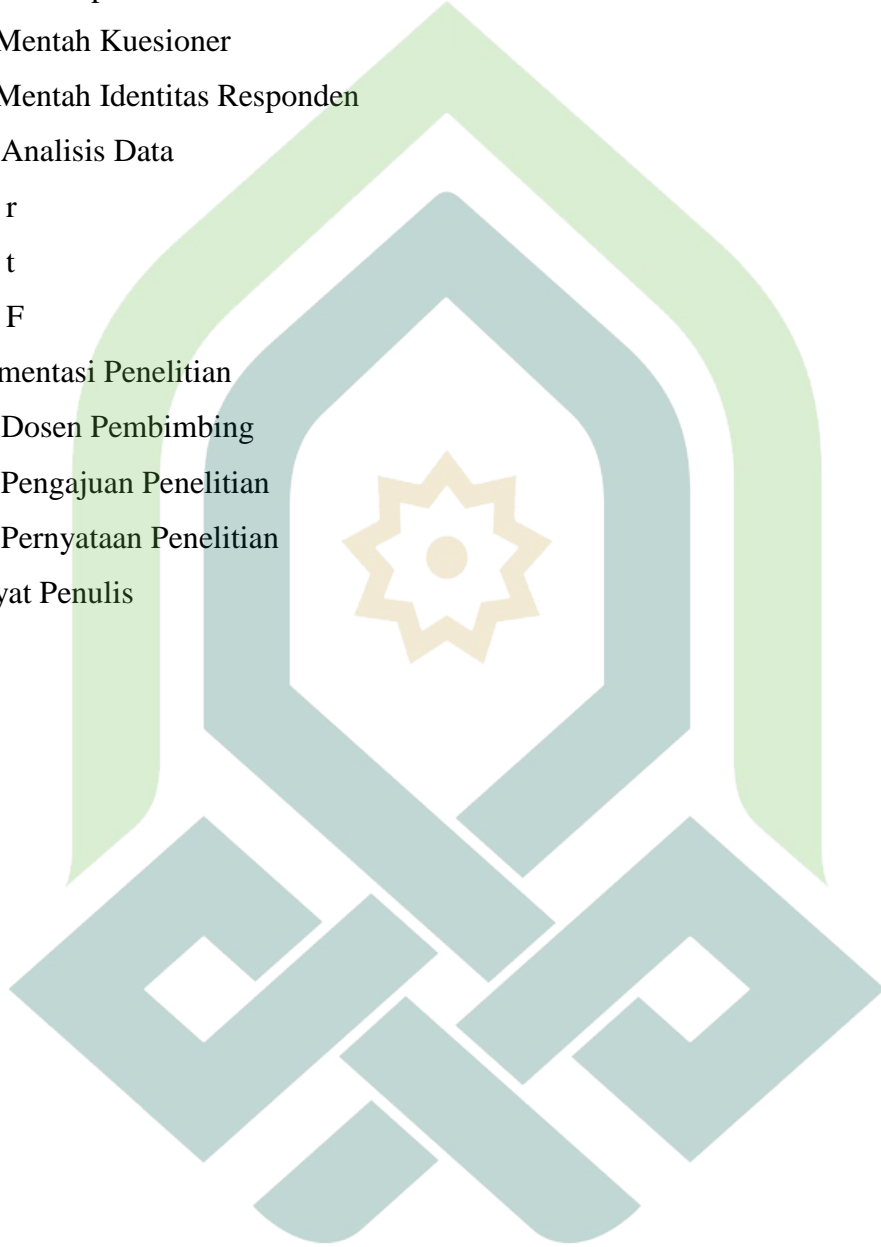 Mentah Kuesioner
Mentah Identitas Responden
Analisis Data
r
t
F
mentasi Penelitian
Dosen Pembimbing
Pengajuan Penelitian
Pernyataan Penelitian
yat Penulis